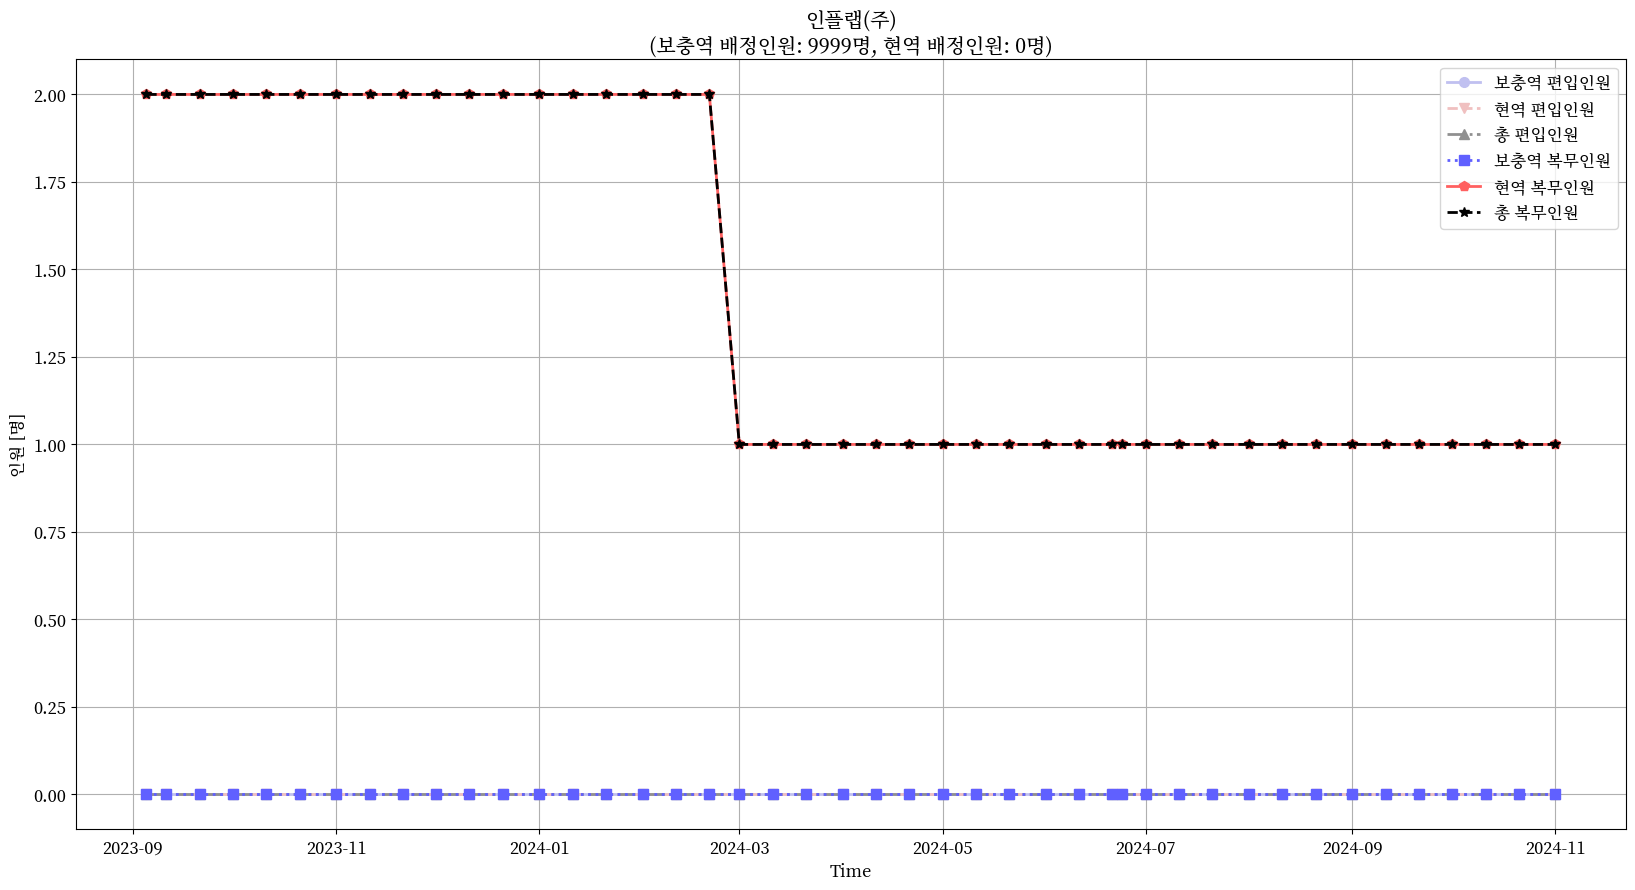 인플랩(주)
(보충역 배정인원: 9999명, 현역 배정인원: 0명)
보충역 편입인원
현역 편입인원
총 편입인원
보충역 복무인원
현역 복무인원
총 복무인원
인원 [명]
2.00
1.75
1.50
1.25
1.00
0.75
0.50
0.25
0.00
2023-09
2023-11
2024-01
2024-03
2024-05
2024-07
2024-09
2024-11
Time